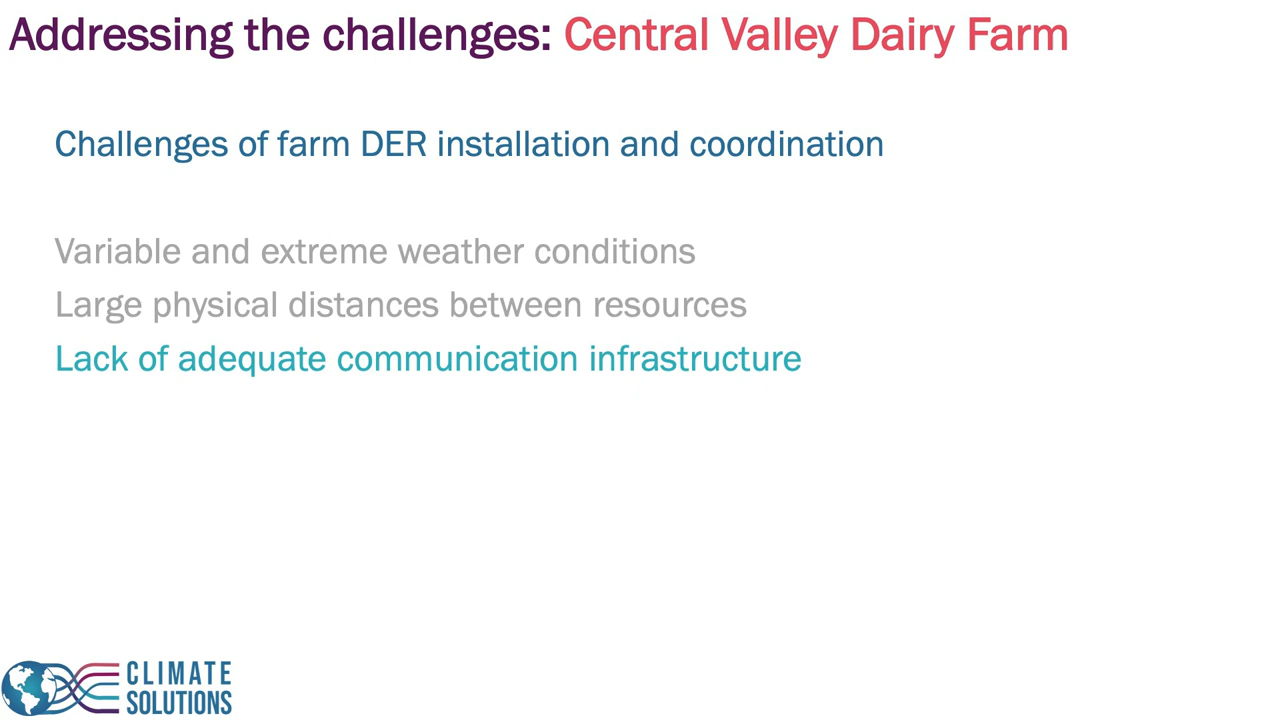 Addressing the challenges: Central Valley Dairy Farm
Challenges of farm DER installation and coordination
Variable and extreme weather conditions
Large physical distances between resources
Lack of adequate communication infrastructure
CLIMATE
SOLUTIONS